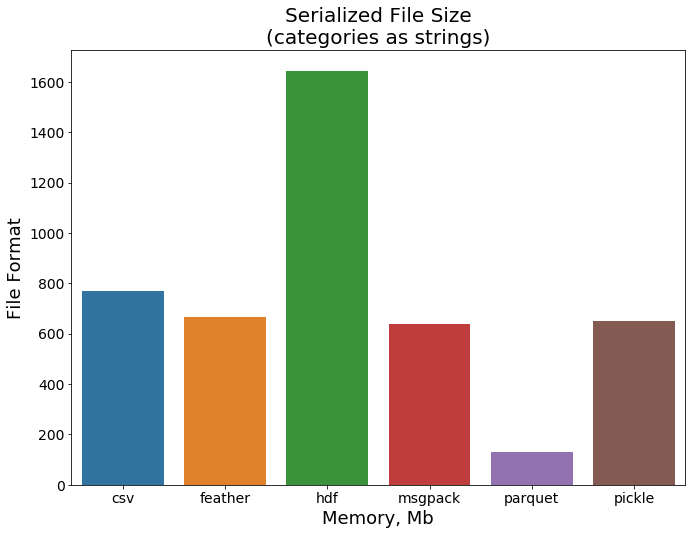 Serialized File Size
(categories as strings)
File Format
1600
1400
1200
1000
800
600
400
200
0
csv feather hdf msgpack parquet pickle
Memory, Mb